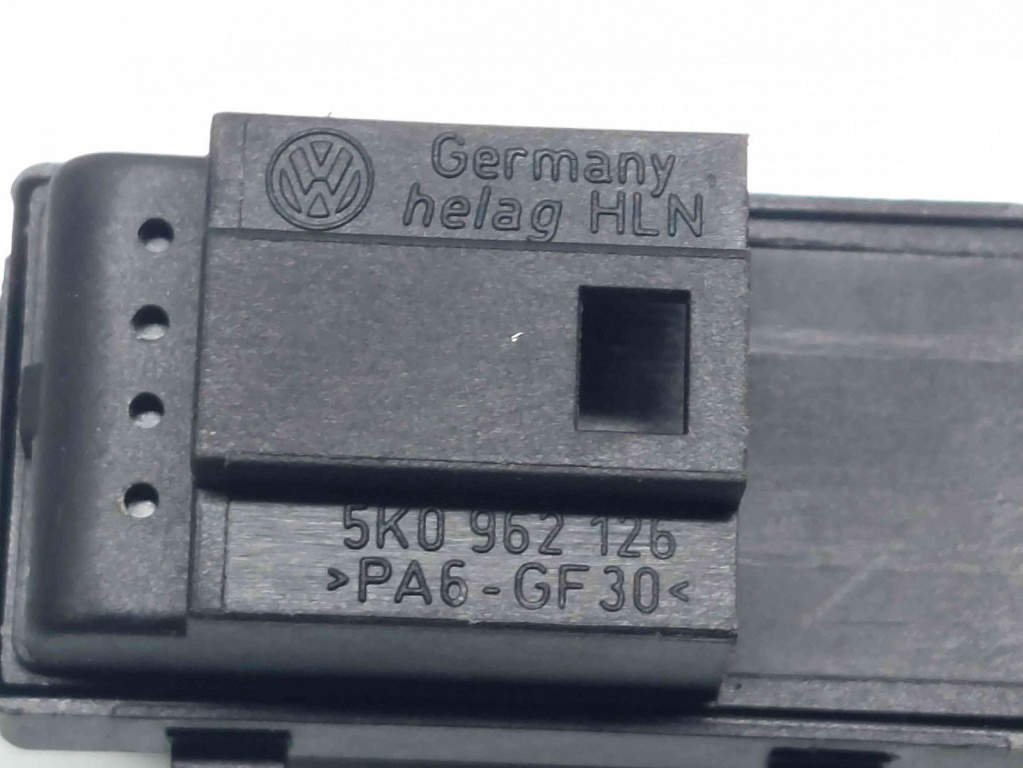 Germany
helag HLN
5K0 962 126
>PA6-GF30<